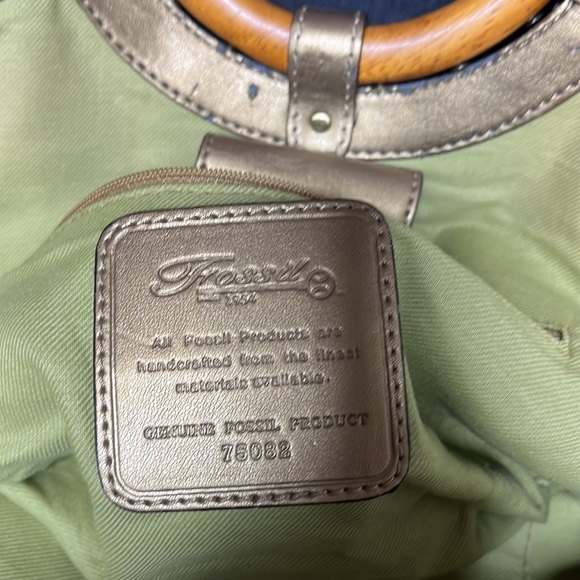 Fossil
1954
All Fossil Products are
handcrafted from the finest
materials available.
GENUINE FOSSIL PRODUCT
75082